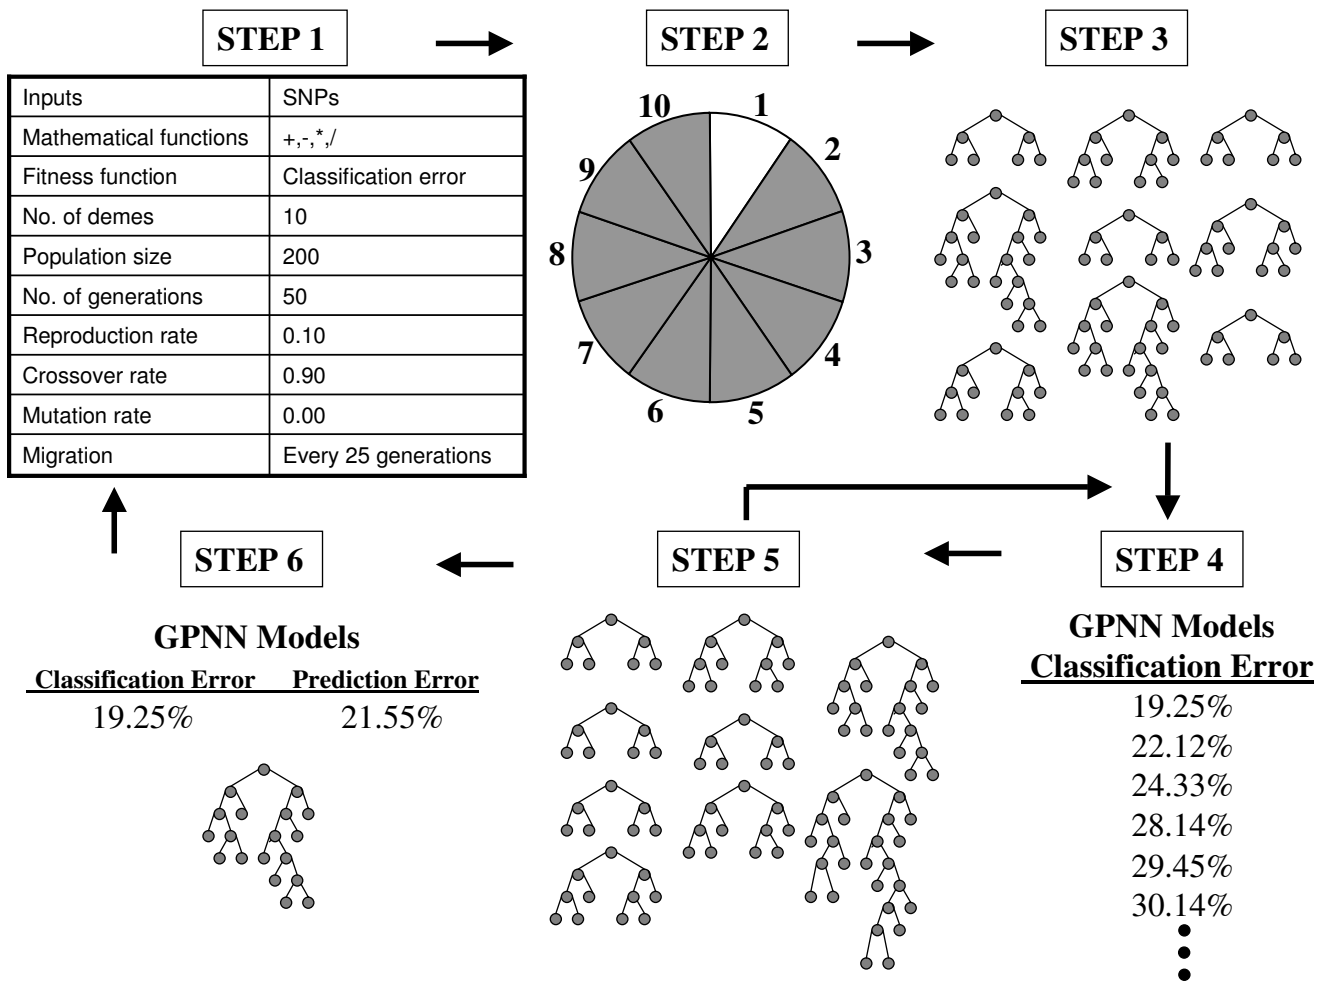 STEP 1
STEP 2
STEP 3
Inputs SNPs
Mathematical functions +,-,*,/
Fitness function Classification error
No. of demes 10
Population size 200
No. of generations 50
Reproduction rate 0.10
Crossover rate 0.90
Mutation rate 0.00
Migration Every 25 generations
10 1
9 2
8 3
7 4
6 5
STEP 6
STEP 5
STEP 4
GPNN Models
Classification Error Prediction Error
19.25% 21.55%
GPNN Models
Classification Error
19.25%
22.12%
24.33%
28.14%
29.45%
30.14%